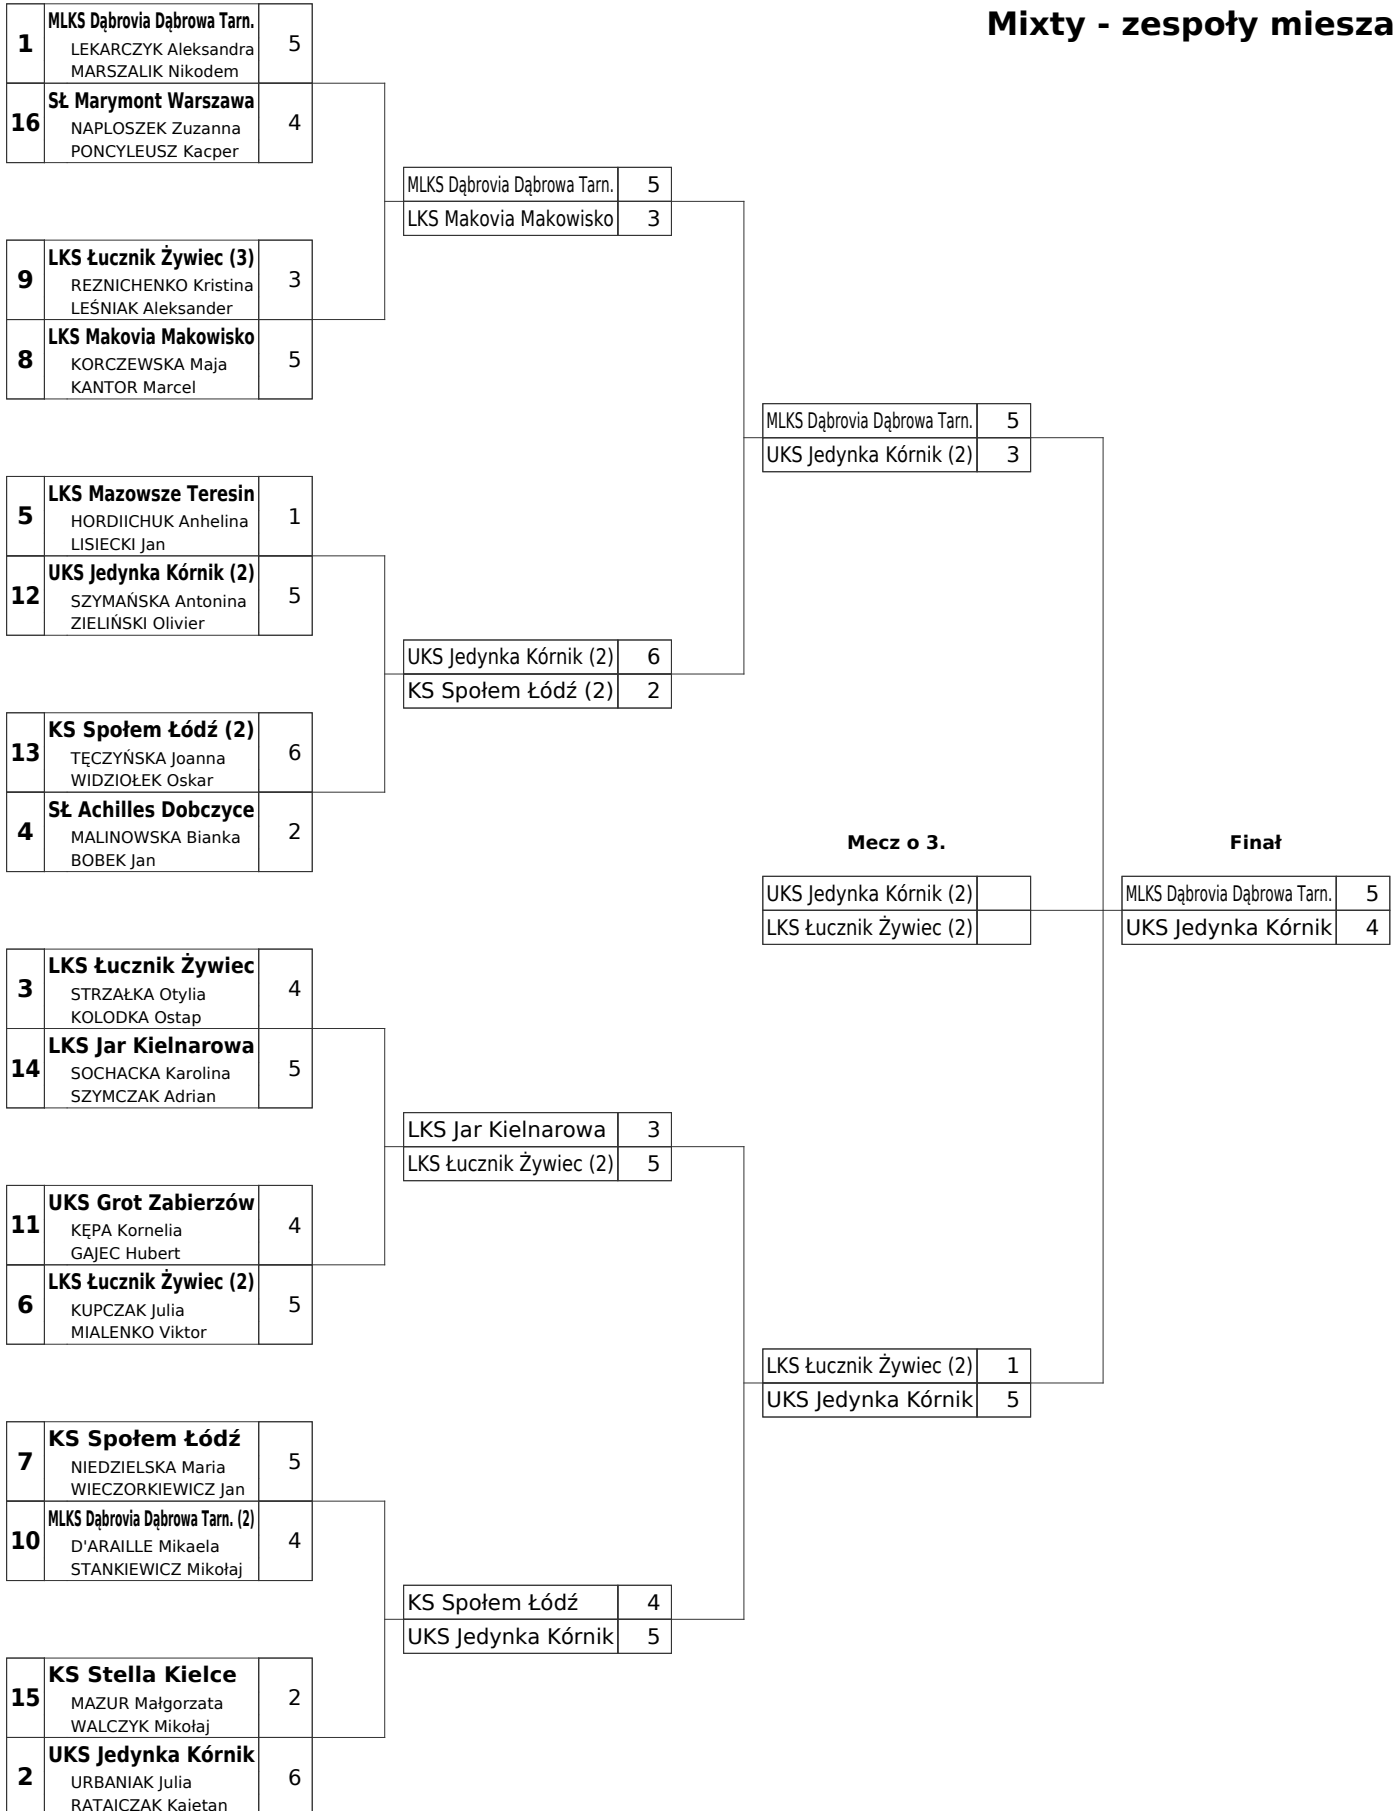 Mixty - zespoły miesza
1
MLKS Dąbrovia Dąbrowa Tarn.
LEKARCZYK Aleksandra
MARSZALIK Nikodem
5
16
SŁ Marymont Warszawa
NAPLOSZEK Zuzanna
PONCYLEUSZ Kacper
4
MLKS Dąbrovia Dąbrowa Tarn. 5
LKS Makovia Makowisko 3
9
LKS Łucznik Żywiec (3)
REZNICHENKO Kristina
LEŚNIAK Aleksander
3
8
LKS Makovia Makowisko
KORCZEWSKA Maja
KANTOR Marcel
5
MLKS Dąbrovia Dąbrowa Tarn. 5
UKS Jedynka Kórnik (2) 3
5
LKS Mazowsze Teresin
HORDIICHUK Anhelina
LISIECKI Jan
1
12
UKS Jedynka Kórnik (2)
SZYMAŃSKA Antonina
ZIELIŃSKI Olivier
5
UKS Jedynka Kórnik (2) 6
KS Społem Łódź (2) 2
13
KS Społem Łódź (2)
TĘCZYŃSKA Joanna
WIDZIOŁEK Oskar
6
4
SŁ Achilles Dobczyce
MALINOWSKA Bianka
BOBEK Jan
2
Mecz o 3.
UKS Jedynka Kórnik (2)
LKS Łucznik Żywiec (2)
Finał
MLKS Dąbrovia Dąbrowa Tarn. 5
UKS Jedynka Kórnik 4
3
LKS Łucznik Żywiec
STRZAŁKA Otylia
KOLODKA Ostap
4
14
LKS Jar Kielnarowa
SOCHACKA Karolina
SZYMCZAK Adrian
5
LKS Jar Kielnarowa 3
LKS Łucznik Żywiec (2) 5
11
UKS Grot Zabierzów
KĘPA Kornelia
GAJEC Hubert
4
6
LKS Łucznik Żywiec (2)
KUPCZAK Julia
MIALENKO Viktor
5
LKS Łucznik Żywiec (2) 1
UKS Jedynka Kórnik 5
7
KS Społem Łódź
NIEDZIELSKA Maria
WIECZORKIEWICZ Jan
5
10
MLKS Dąbrovia Dąbrowa Tarn. (2)
D'ARAILLE Mikaela
STANKIEWICZ Mikołaj
4
KS Społem Łódź 4
UKS Jedynka Kórnik 5
15
KS Stella Kielce
MAZUR Małgorzata
WALCZYK Mikołaj
2
2
UKS Jedynka Kórnik
URBANIAK Julia
RATAJCZAK Kajetan
6